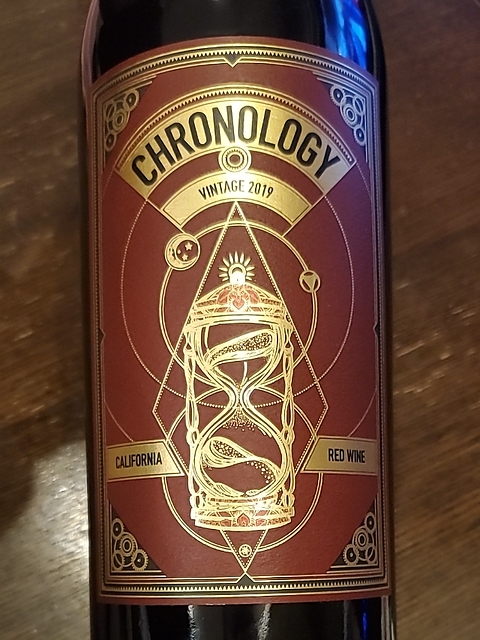 CHRONOLOGY
VINTAGE 2019
CALIFORNIA
RED WINE